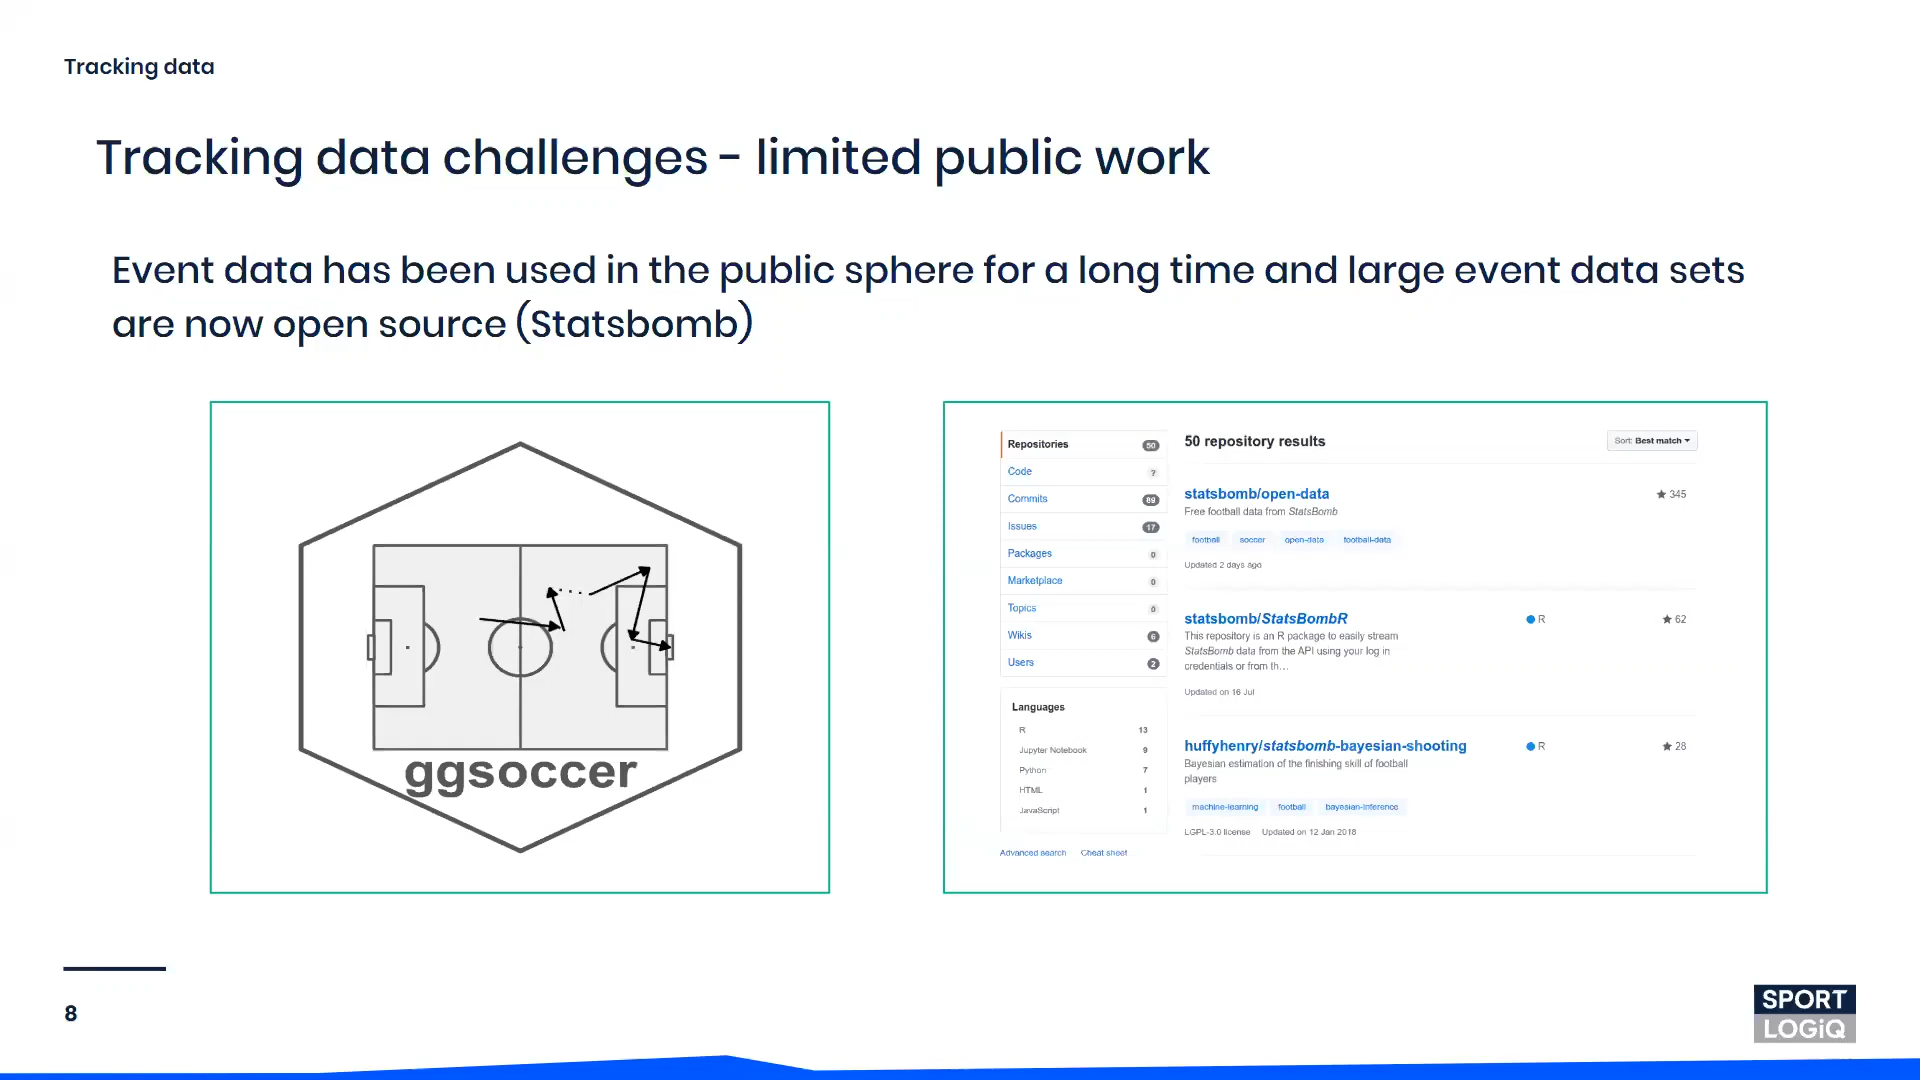 Tracking data
Tracking data challenges - limited public work
Event data has been used in the public sphere for a long time and large event data sets
are now open source (Statsbomb)
ggsoccer
Repositories 50
Code ?
Commits 89
Issues 17
Packages 0
Marketplace 0
Topics 0
Wikis 6
Users 2
Languages
R 13
Jupyter Notebook 9
Python 7
HTML 1
JavaScript 1
Advanced search Cheat sheet
50 repository results Sort: Best match
statsbomb/open-data 345
Free football data from StatsBomb
football soccer open-data football-data
Updated 2 days ago
statsbomb/StatsBombR R 62
This repository is an R package to easily stream
StatsBomb data from the API using your log in
credentials or from th...
Updated on 16 Jul
huffyhenry/statsbomb-bayesian-shooting R 28
Bayesian estimation of the finishing skill of football
players
machine-learning football bayesian-inference
LGPL-3.0 license Updated on 12 Jan 2018
8
SPORT
LOGiQ